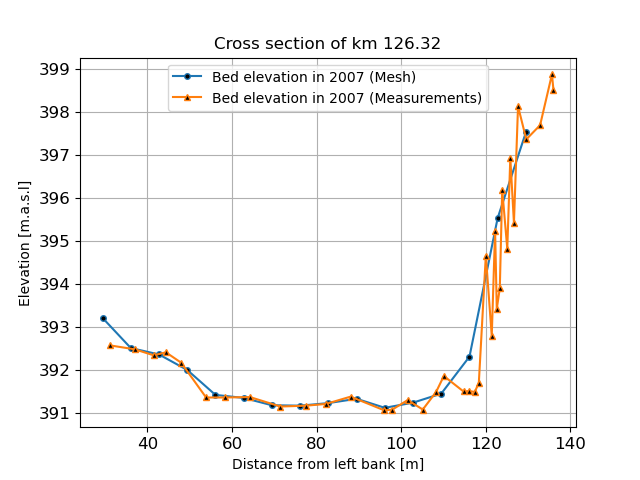 Cross section of km 126.32
Bed elevation in 2007 (Mesh)
Bed elevation in 2007 (Measurements)
399
398
397
396
395
394
393
392
391
Elevation [m.a.s.l]
40 60 80 100 120 140
Distance from left bank [m]